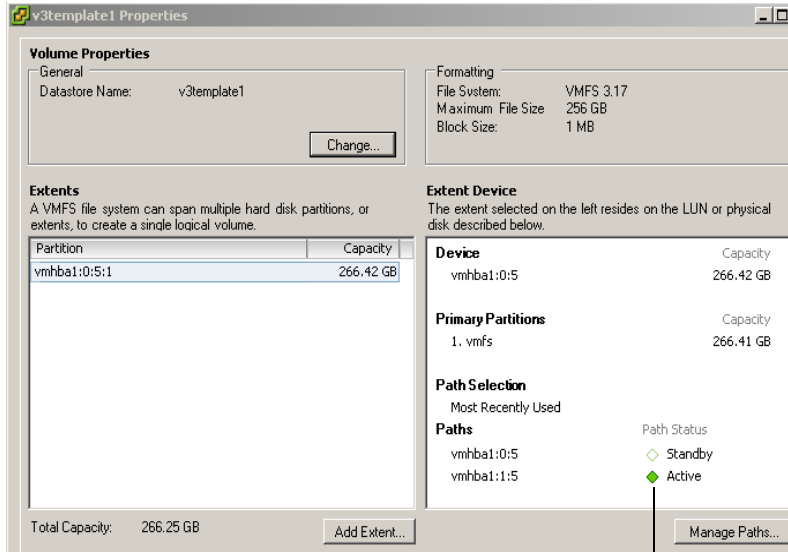 v3template1 Properties
Volume Properties
General
Datastore Name: v3template1
Change...
Formatting
File System: VMFS 3.17
Maximum File Size 256 GB
Block Size: 1 MB
Extents
A VMFS file system can span multiple hard disk partitions, or
extents, to create a single logical volume.
Partition Capacity
vmhba1:0:5:1 266.42 GB
Total Capacity: 266.25 GB
Add Extent...
Extent Device
The extent selected on the left resides on the LUN or physical
disk described below.
Device Capacity
vmhba1:0:5 266.42 GB
Primary Partitions Capacity
1. vmfs 266.41 GB
Path Selection
Most Recently Used
Paths Path Status
vmhba1:0:5 Standby
vmhba1:1:5 Active
Manage Paths...